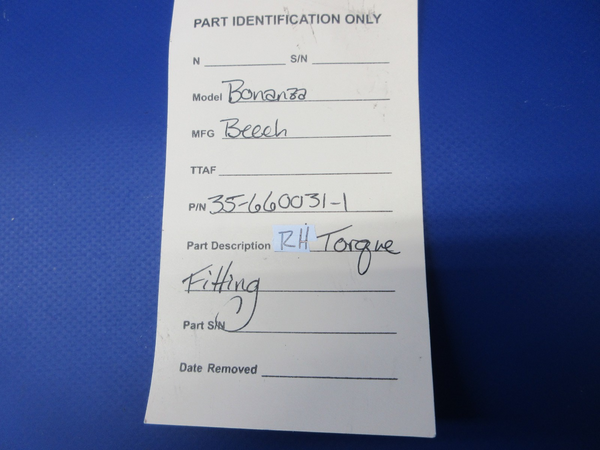 PART IDENTIFICATION ONLY
N S/N
Model Bonanza
MFG Beech
TTAF
P/N 35-660031-1
Part Description RH Torque
Fitting
Part S/N
Date Removed